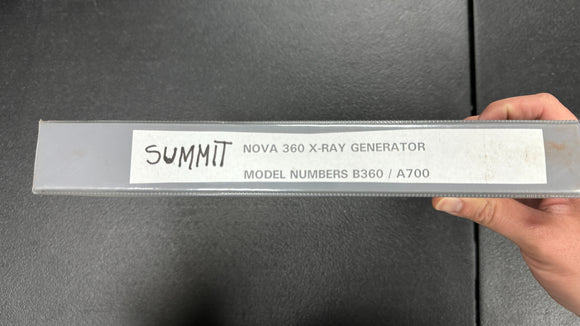 SUMMIT NOVA 360 X-RAY GENERATOR
MODEL NUMBERS B360 / A700